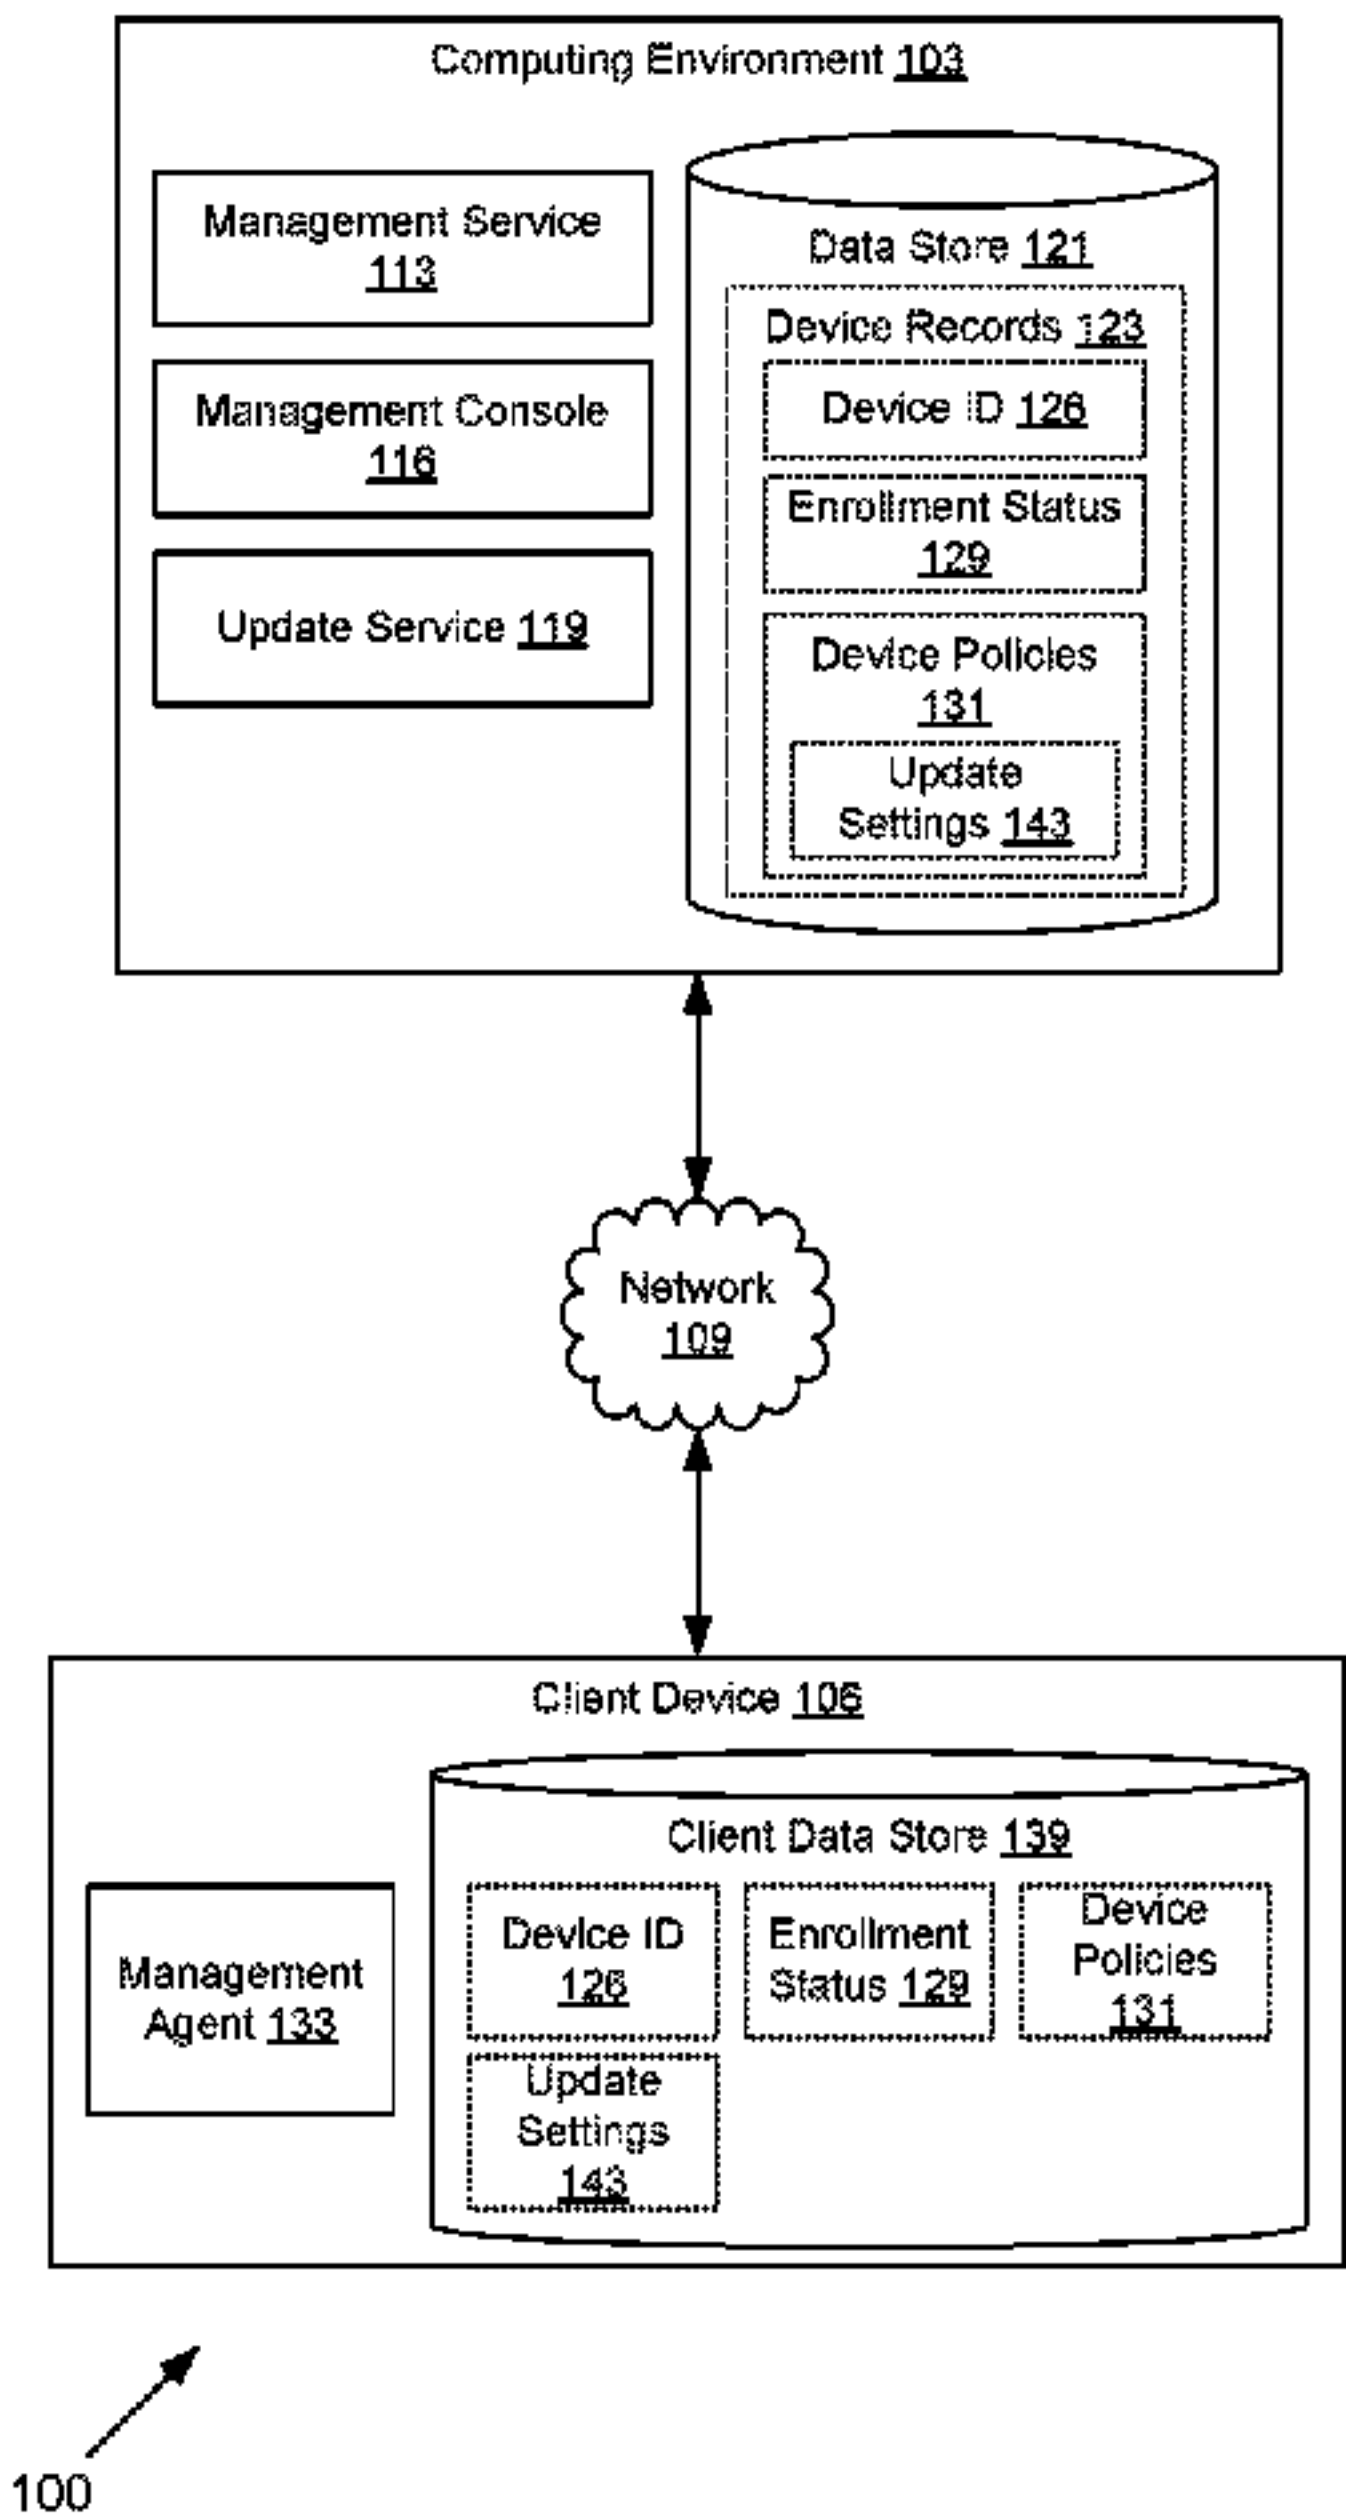 Computing Environment 103
Management Service
113
Management Console
116
Update Service 119
Data Store 121
Device Records 123
Device ID 126
Enrollment Status
129
Device Policies
131
Update
Settings 143
Network
109
Client Device 106
Management
Agent 133
Client Data Store 139
Device ID
126
Enrollment
Status 129
Device
Policies
131
Update
Settings
143
100